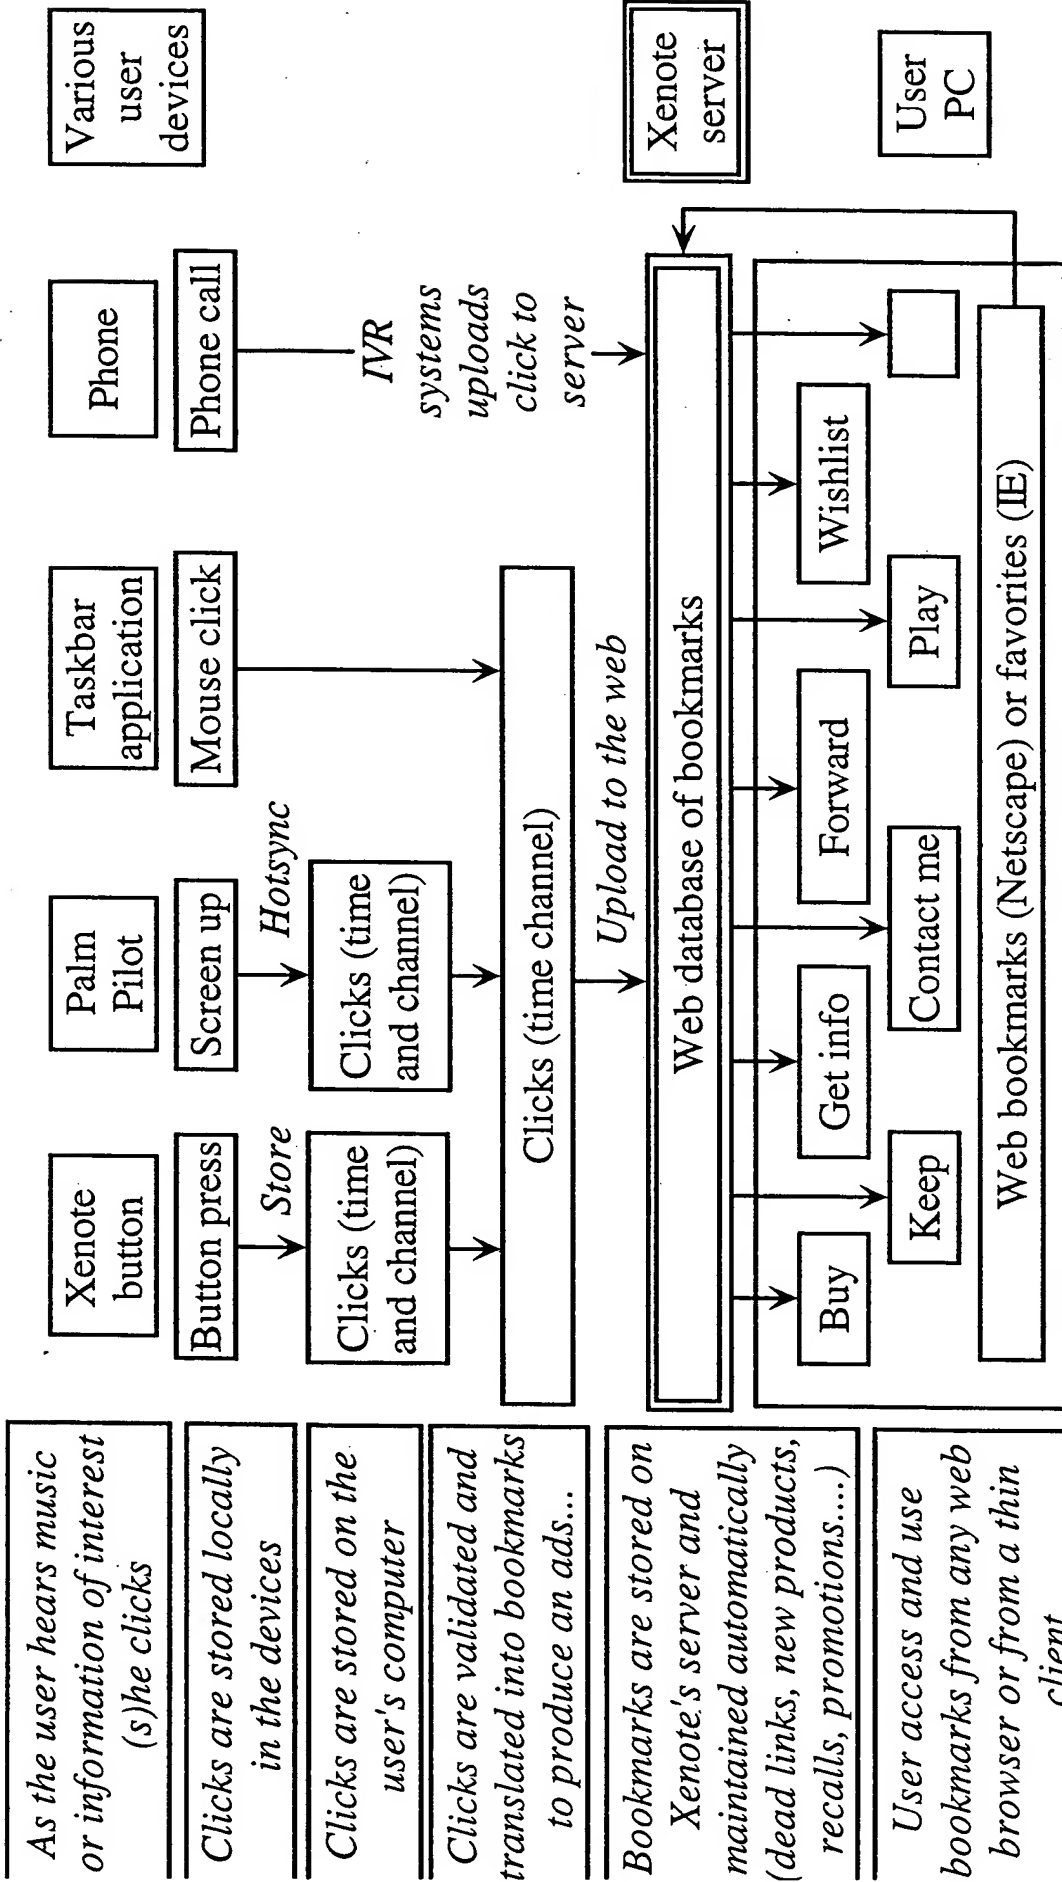 As the user hears music
or information of interest
(s)he clicks
Xenote
button
Palm
Pilot
Taskbar
application
Phone
Various
user
devices
Clicks are stored locally
in the devices
Button press
Screen up
Mouse click
Phone call
Store
Hotsync
Clicks are stored on the
user's computer
Clicks (time
and channel)
Clicks (time
and channel)
IVR
systems
uploads
click to
server
Clicks are validated and
translated into bookmarks
to produce an ads...
Clicks (time channel)
Upload to the web
Bookmarks are stored on
Xenote's server and
maintained automatically
(dead links, new products,
recalls, promotions....)
Web database of bookmarks
Xenote
server
Buy
Get info
Forward
Wishlist
User access and use
bookmarks from any web
browser or from a thin
client
Keep
Contact me
Play
User
PC
Web bookmarks (Netscape) or favorites (IE)